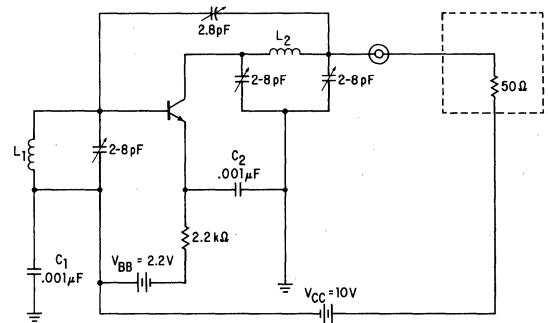 2.8pF
L2
2-8pF
2-8pF
50Ω
L1
2-8pF
C2
.001μF
2.2kΩ
C1
.001μF
VBB = 2.2V
VCC = 10V